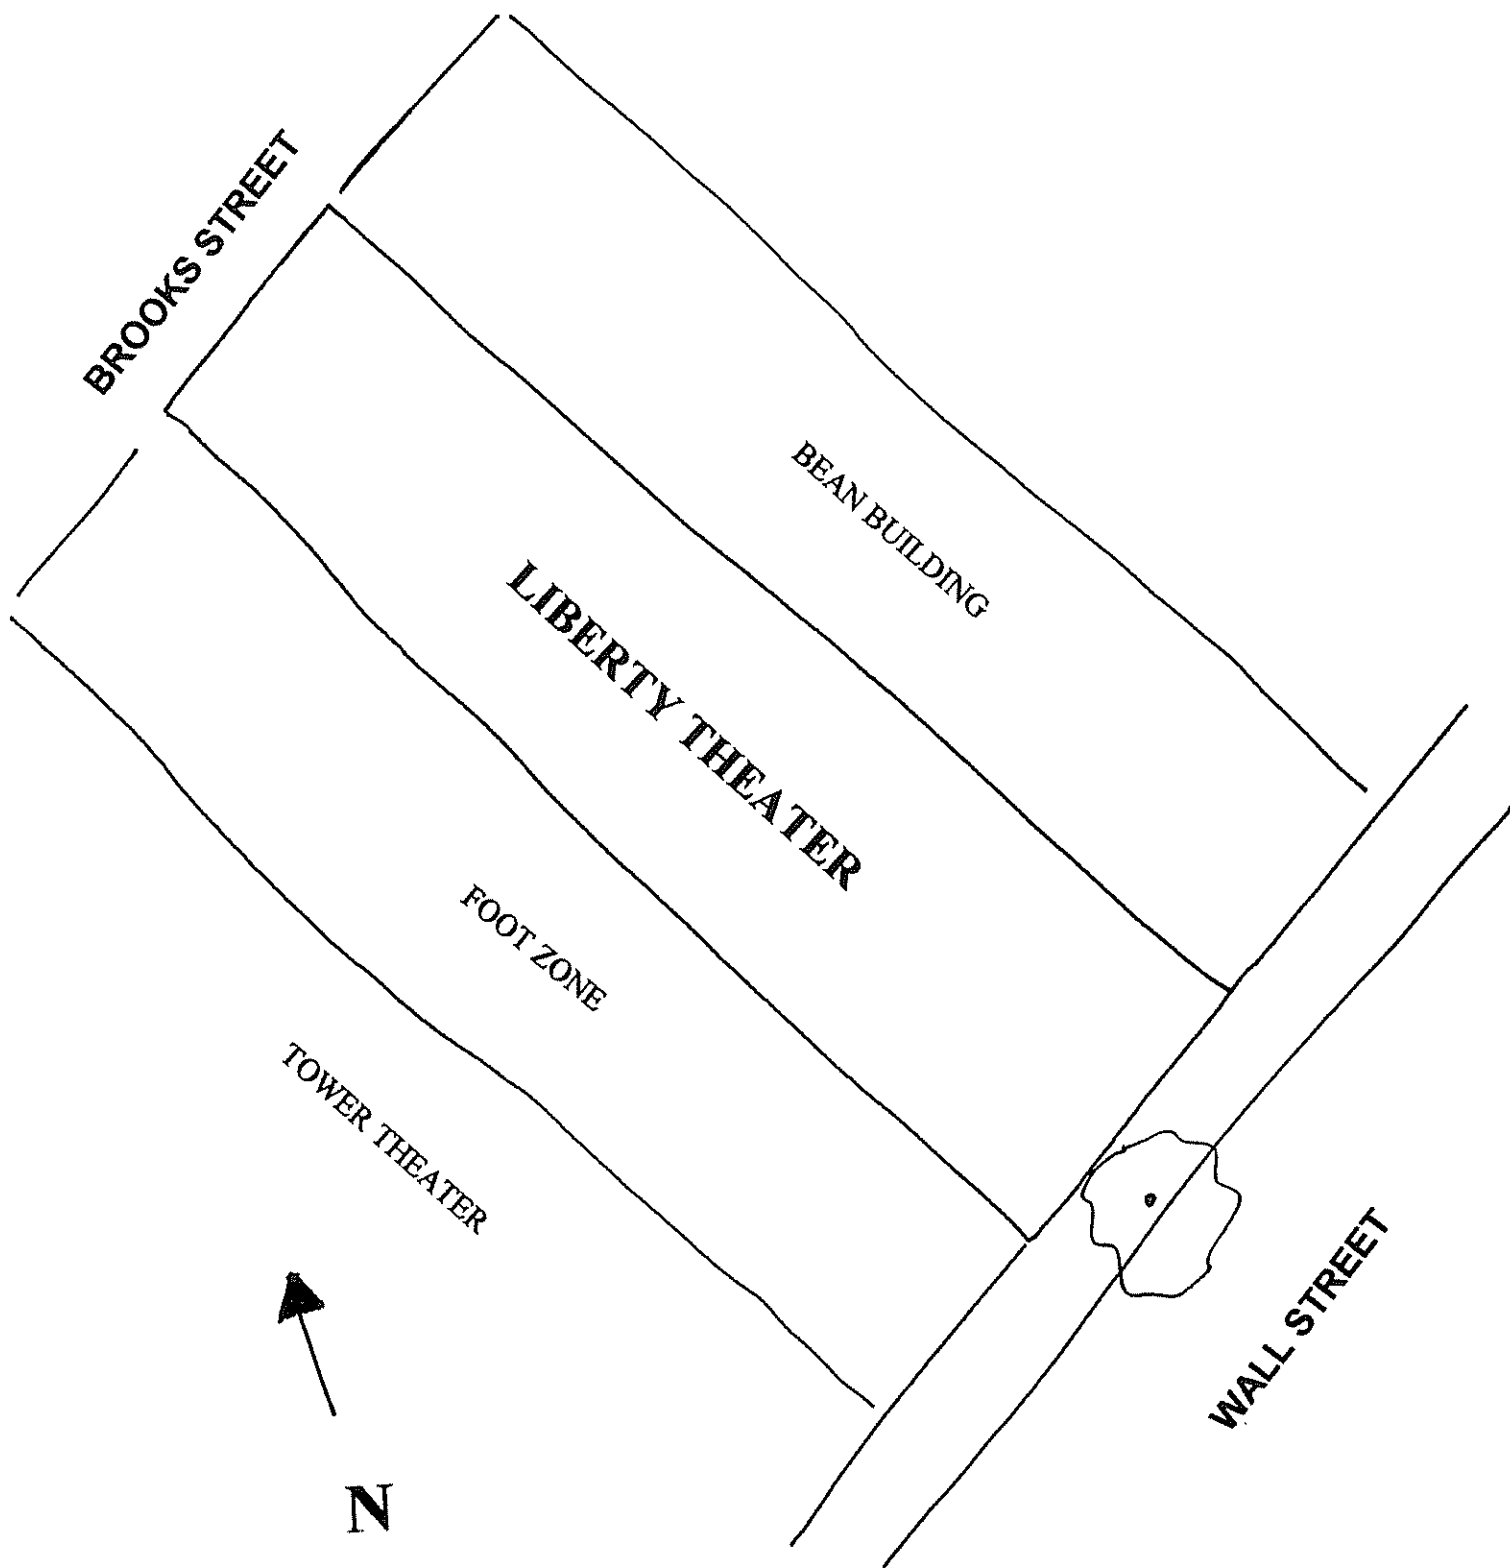 BROOKS STREET
BEAN BUILDING
LIBERTY THEATER
FOOT ZONE
TOWER THEATER
WALL STREET
N